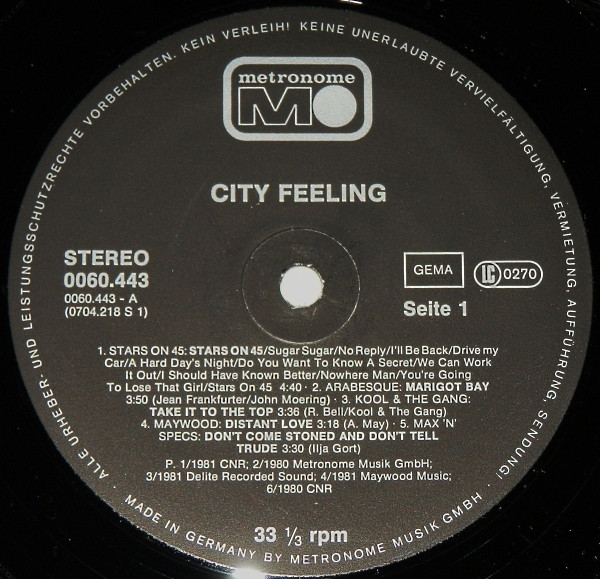 ALLE URHEBER- UND LEISTUNGSSCHUTZRECHTE VORBEHALTEN. KEIN VERLEIH! KEINE UNERLAUBTE VERVIELFÄLTIGUNG, VERMIETUNG, AUFFÜHRUNG, SENDUNG!
metronome
MO
CITY FEELING
STEREO
0060.443
0060.443 - A
(0704.218 S 1)
GEMA
LC 0270
Seite 1
1. STARS ON 45: STARS ON 45/Sugar Sugar/No Reply/I'll Be Back/Drive my
Car/A Hard Day's Night/Do You Want To Know A Secret/We Can Work
It Out/I Should Have Known Better/Nowhere Man/You're Going
To Lose That Girl/Stars On 45 4:40 · 2. ARABESQUE: MARIGOT BAY
3:50 (Jean Frankfurter/John Moering) · 3. KOOL & THE GANG:
TAKE IT TO THE TOP 3:36 (R. Bell/Kool & The Gang)
4. MAYWOOD: DISTANT LOVE 3:18 (A. May) · 5. MAX 'N'
SPECS: DON'T COME STONED AND DON'T TELL
TRUDE 3:30 (Ilja Gort)
P. 1/1981 CNR; 2/1980 Metronome Musik GmbH;
3/1981 Delite Recorded Sound; 4/1981 Maywood Music;
6/1980 CNR
33 1/3 rpm
· MADE IN GERMANY BY METRONOME MUSIK GMBH ·